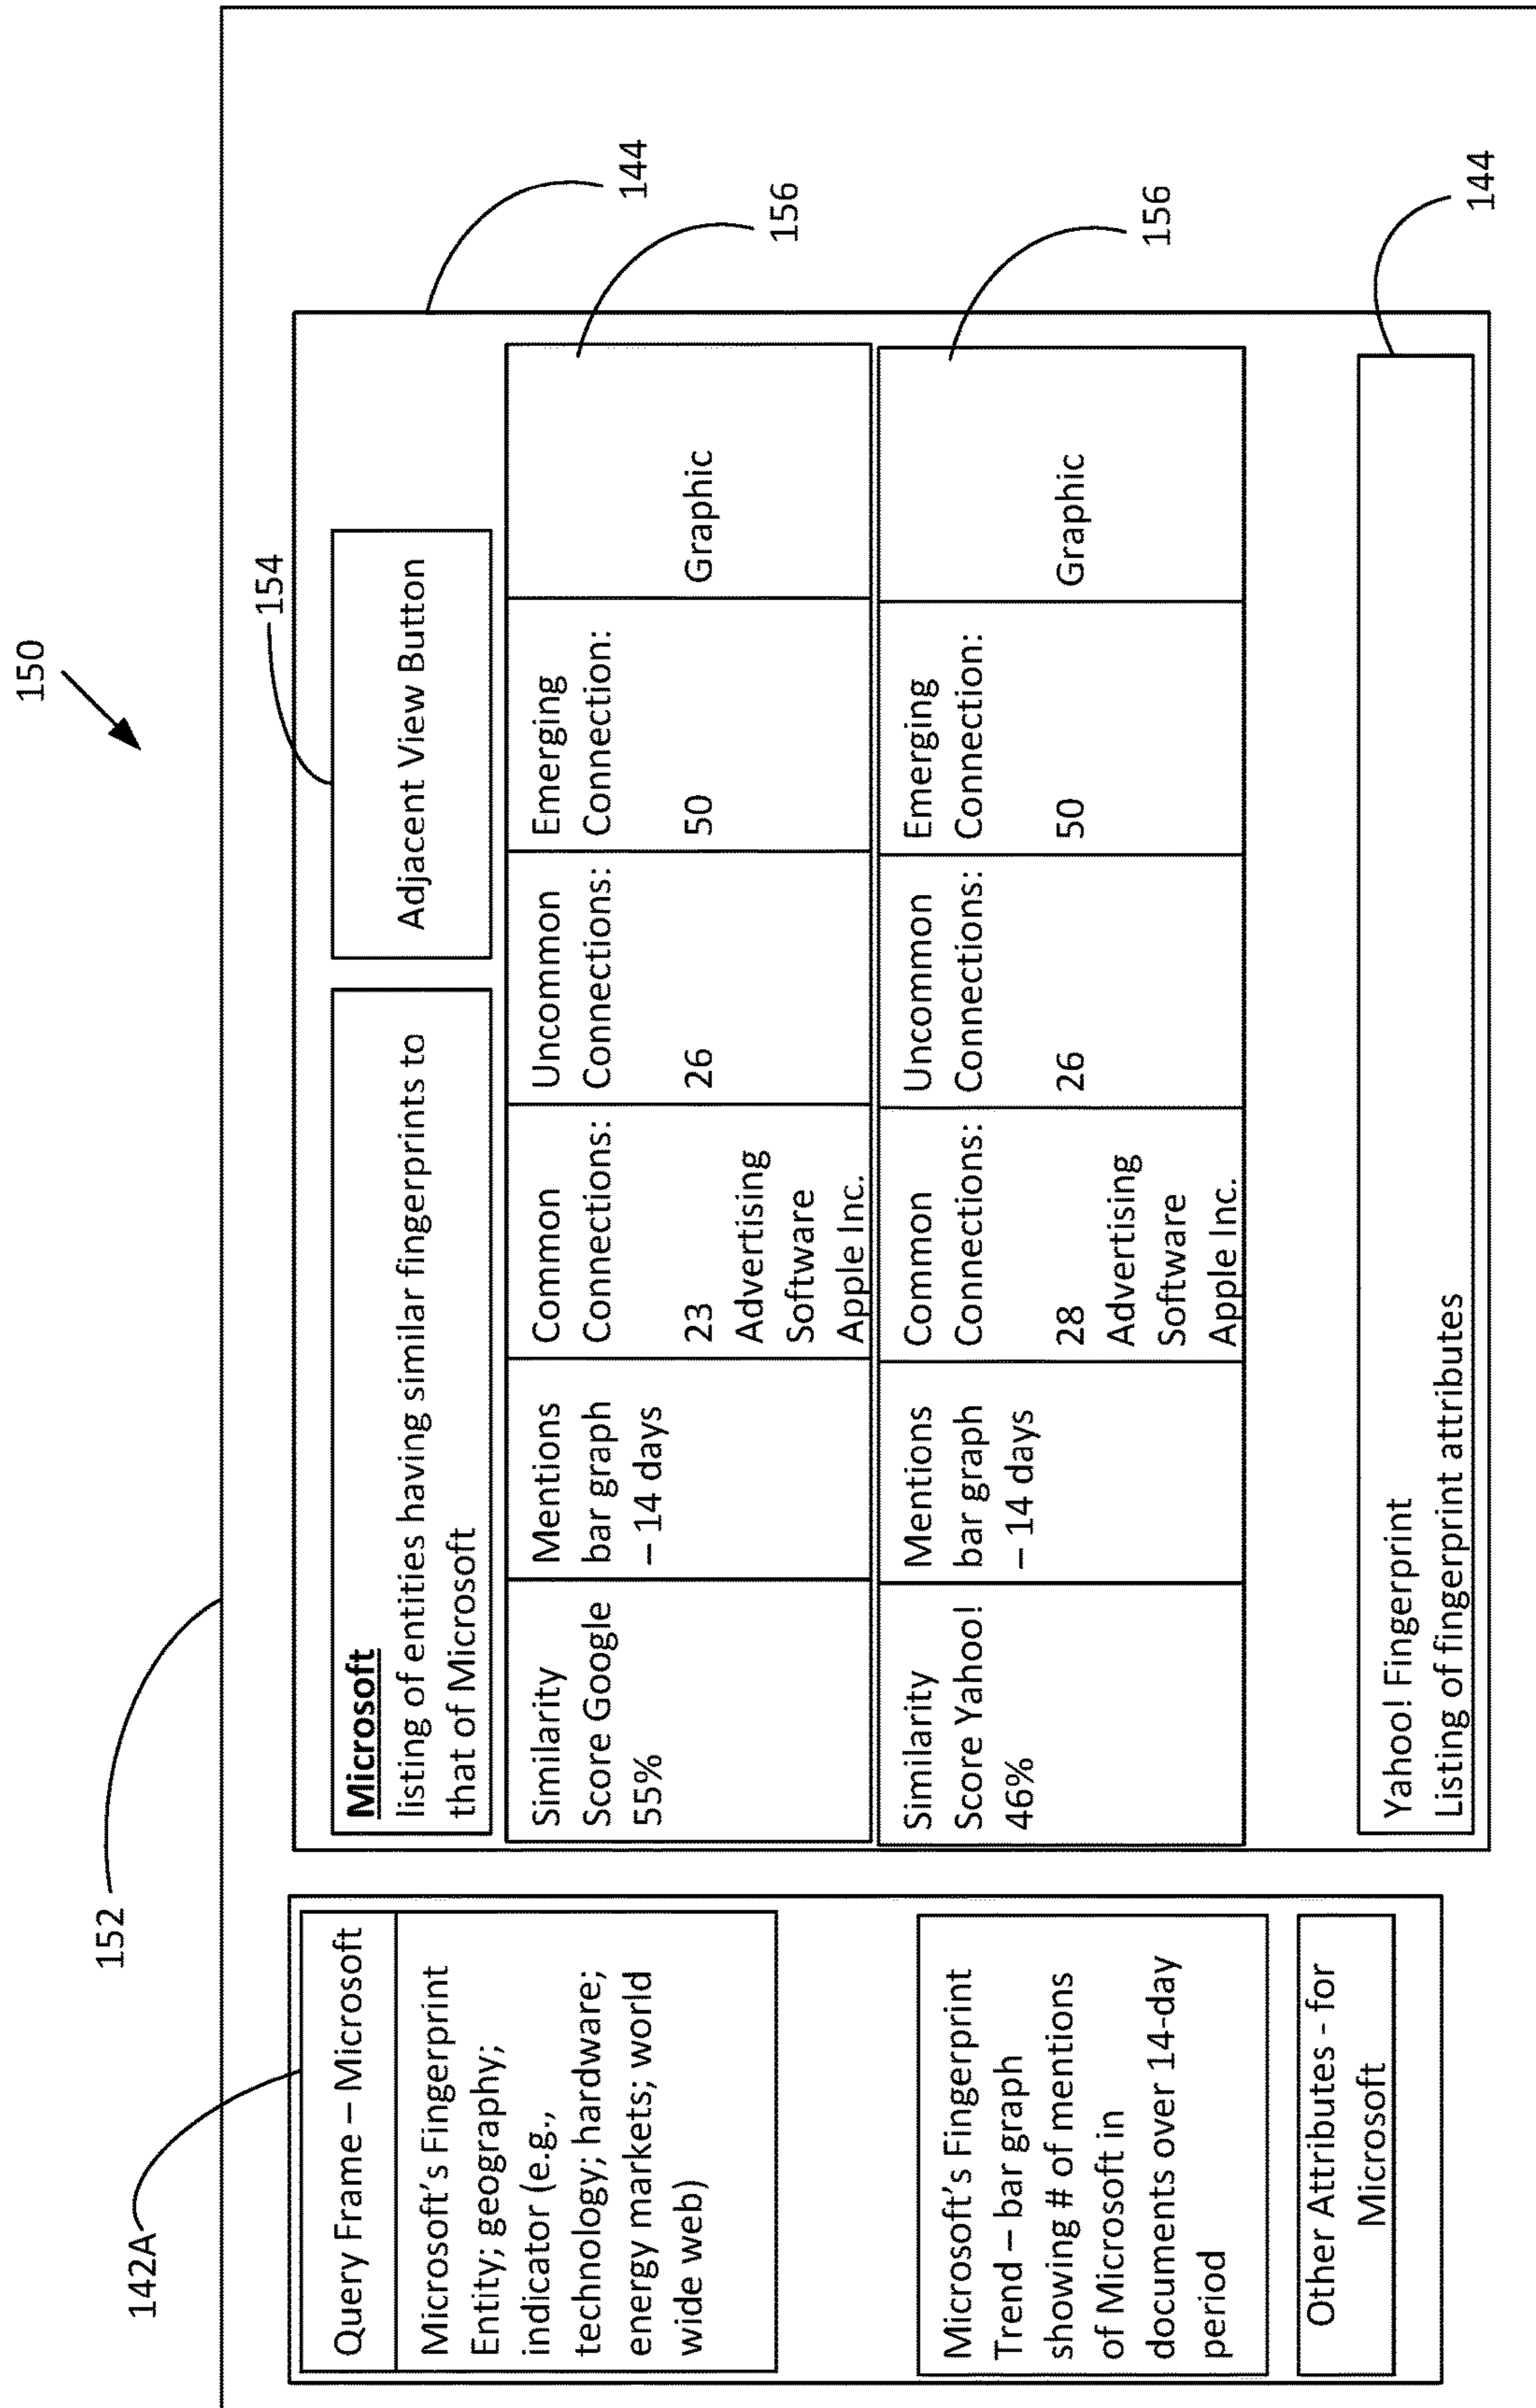 150
152
142A
Query Frame – Microsoft
Microsoft's Fingerprint
Entity; geography;
indicator (e.g.,
technology; hardware;
energy markets; world
wide web)
Microsoft's Fingerprint
Trend – bar graph
showing # of mentions
of Microsoft in
documents over 14-day
period
Other Attributes - for
Microsoft
Microsoft
listing of entities having similar fingerprints to
that of Microsoft
154
Adjacent View Button
144
Similarity
Score Google
55%
Mentions
bar graph
– 14 days
Common
Connections:
23
Advertising
Software
Apple Inc.
Uncommon
Connections:
26
Emerging
Connection:
50
Graphic
156
Similarity
Score Yahoo!
46%
Mentions
bar graph
– 14 days
Common
Connections:
28
Advertising
Software
Apple Inc.
Uncommon
Connections:
26
Emerging
Connection:
50
Graphic
156
Yahoo! Fingerprint
Listing of fingerprint attributes
144